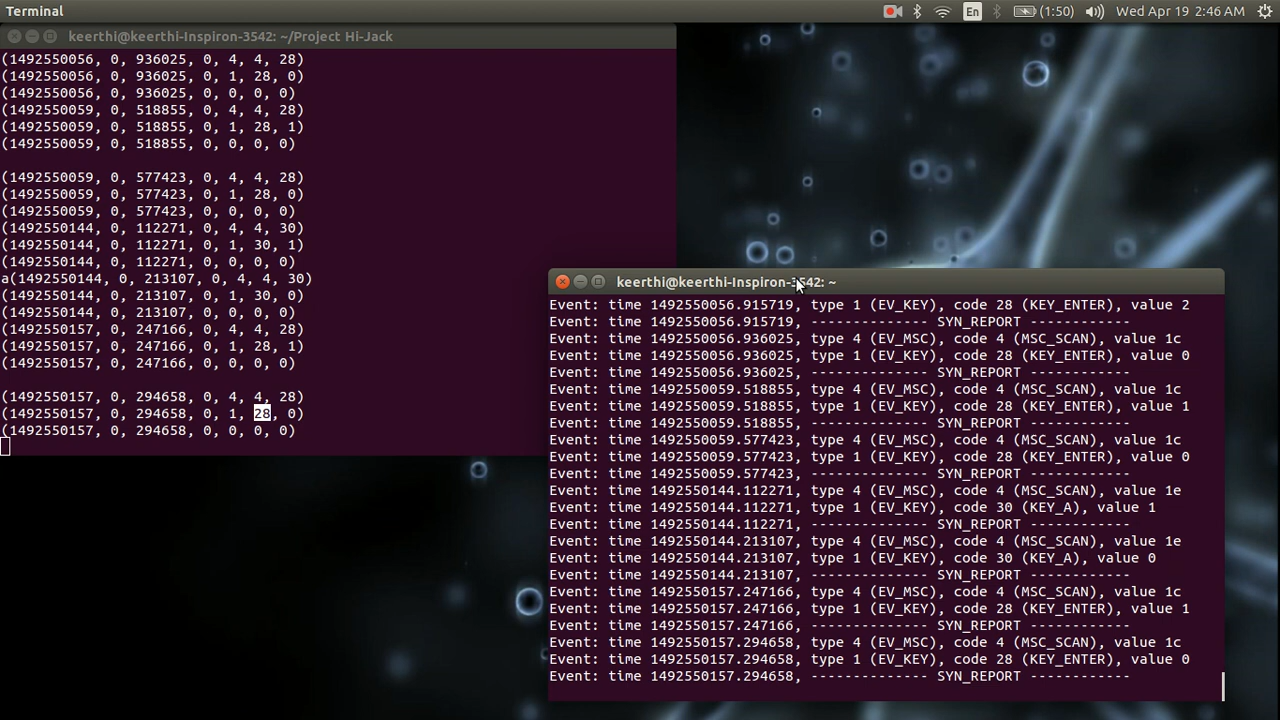 Terminal
En
(1:50)
Wed Apr 19 2:46 AM
keerthi@keerthi-Inspiron-3542: ~/Project Hi-Jack
(1492550056, 0, 936025, 0, 4, 4, 28)
(1492550056, 0, 936025, 0, 1, 28, 0)
(1492550056, 0, 936025, 0, 0, 0, 0)
(1492550059, 0, 518855, 0, 4, 4, 28)
(1492550059, 0, 518855, 0, 1, 28, 1)
(1492550059, 0, 518855, 0, 0, 0, 0)
(1492550059, 0, 577423, 0, 4, 4, 28)
(1492550059, 0, 577423, 0, 1, 28, 0)
(1492550059, 0, 577423, 0, 0, 0, 0)
(1492550144, 0, 112271, 0, 4, 4, 30)
(1492550144, 0, 112271, 0, 1, 30, 1)
(1492550144, 0, 112271, 0, 0, 0, 0)
a(1492550144, 0, 213107, 0, 4, 4, 30)
(1492550144, 0, 213107, 0, 1, 30, 0)
(1492550144, 0, 213107, 0, 0, 0, 0)
(1492550157, 0, 247166, 0, 4, 4, 28)
(1492550157, 0, 247166, 0, 1, 28, 1)
(1492550157, 0, 247166, 0, 0, 0, 0)
(1492550157, 0, 294658, 0, 4, 4, 28)
(1492550157, 0, 294658, 0, 1, 28, 0)
(1492550157, 0, 294658, 0, 0, 0, 0)
keerthi@keerthi-Inspiron-3542: ~
Event: time 1492550056.915719, type 1 (EV_KEY), code 28 (KEY_ENTER), value 2
Event: time 1492550056.915719, -------------- SYN_REPORT ------------
Event: time 1492550056.936025, type 4 (EV_MSC), code 4 (MSC_SCAN), value 1c
Event: time 1492550056.936025, type 1 (EV_KEY), code 28 (KEY_ENTER), value 0
Event: time 1492550056.936025, -------------- SYN_REPORT ------------
Event: time 1492550059.518855, type 4 (EV_MSC), code 4 (MSC_SCAN), value 1c
Event: time 1492550059.518855, type 1 (EV_KEY), code 28 (KEY_ENTER), value 1
Event: time 1492550059.518855, -------------- SYN_REPORT ------------
Event: time 1492550059.577423, type 4 (EV_MSC), code 4 (MSC_SCAN), value 1c
Event: time 1492550059.577423, type 1 (EV_KEY), code 28 (KEY_ENTER), value 0
Event: time 1492550059.577423, -------------- SYN_REPORT ------------
Event: time 1492550144.112271, type 4 (EV_MSC), code 4 (MSC_SCAN), value 1e
Event: time 1492550144.112271, type 1 (EV_KEY), code 30 (KEY_A), value 1
Event: time 1492550144.112271, -------------- SYN_REPORT ------------
Event: time 1492550144.213107, type 4 (EV_MSC), code 4 (MSC_SCAN), value 1e
Event: time 1492550144.213107, type 1 (EV_KEY), code 30 (KEY_A), value 0
Event: time 1492550144.213107, -------------- SYN_REPORT ------------
Event: time 1492550157.247166, type 4 (EV_MSC), code 4 (MSC_SCAN), value 1c
Event: time 1492550157.247166, type 1 (EV_KEY), code 28 (KEY_ENTER), value 1
Event: time 1492550157.247166, -------------- SYN_REPORT ------------
Event: time 1492550157.294658, type 4 (EV_MSC), code 4 (MSC_SCAN), value 1c
Event: time 1492550157.294658, type 1 (EV_KEY), code 28 (KEY_ENTER), value 0
Event: time 1492550157.294658, -------------- SYN_REPORT ------------